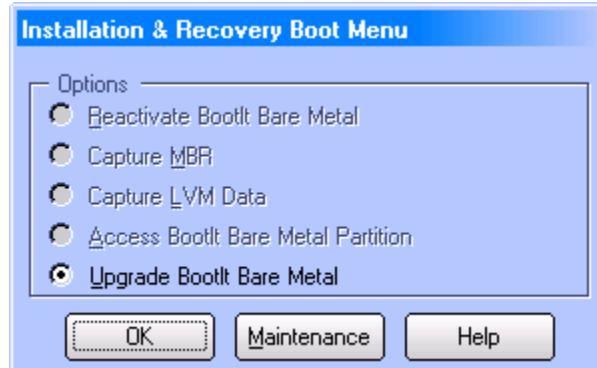 Installation & Recovery Boot Menu
Options
Reactivate BootIt Bare Metal
Capture MBR
Capture LVM Data
Access BootIt Bare Metal Partition
Upgrade BootIt Bare Metal
OK Maintenance Help